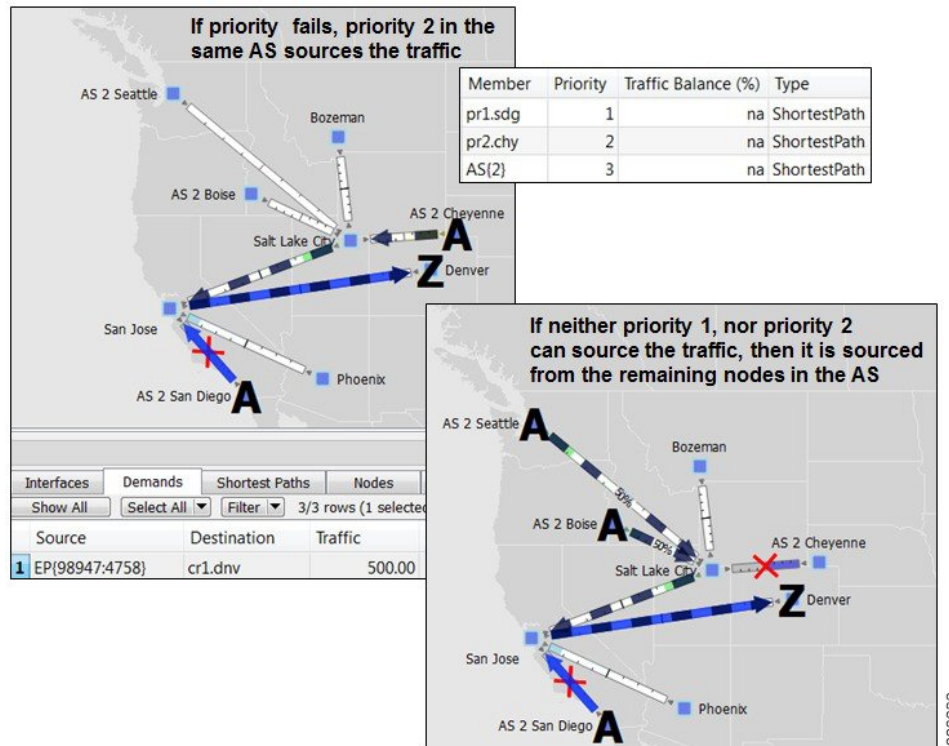 If priority fails, priority 2 in the
same AS sources the traffic
AS 2 Seattle
Bozeman
AS 2 Boise
AS 2 Cheyenne
A
Salt Lake City
Z
Denver
San Jose
Phoenix
AS 2 San Diego
A
Member Priority Traffic Balance (%) Type
pr1.sdg 1 na ShortestPath
pr2.chy 2 na ShortestPath
AS{2} 3 na ShortestPath
Interfaces Demands Shortest Paths Nodes
Show All Select All Filter 3/3 rows (1 selected
Source Destination Traffic
1 EP{98947:4758} cr1.dnv 500.00
If neither priority 1, nor priority 2
can source the traffic, then it is sourced
from the remaining nodes in the AS
AS 2 Seattle
A
Bozeman
50%
AS 2 Boise
A
50%
AS 2 Cheyenne
Salt Lake City
Z
Denver
San Jose
Phoenix
AS 2 San Diego
A